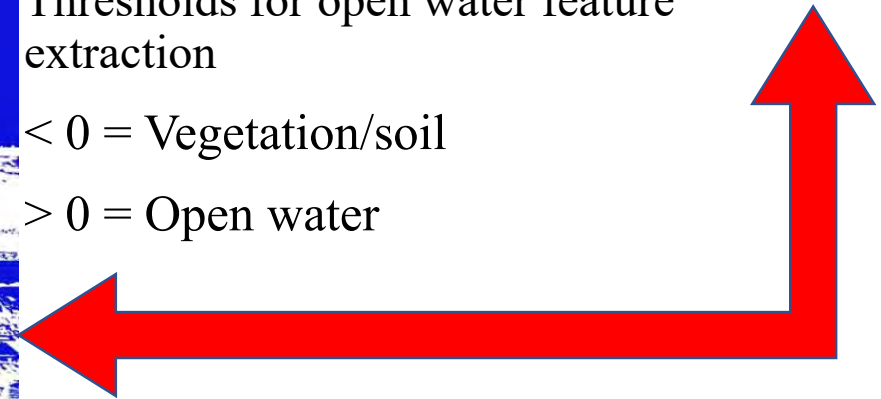 Thresholds for open water feature
extraction
< 0 = Vegetation/soil
> 0 = Open water